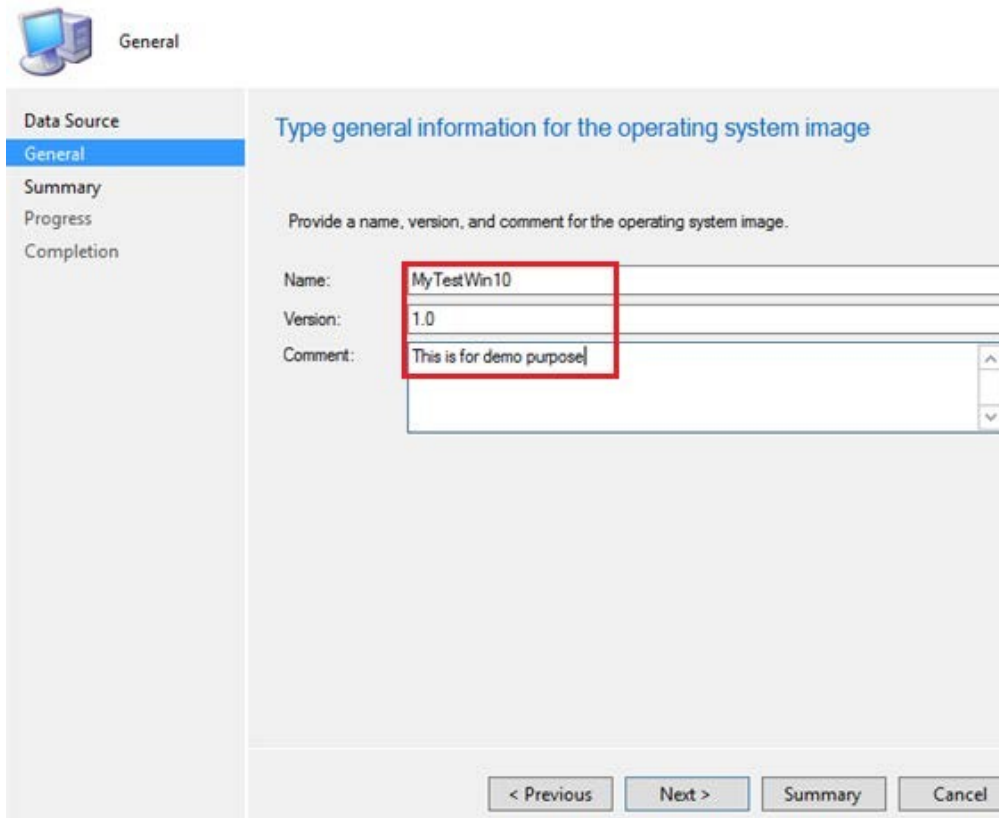 General
Data Source
General
Summary
Progress
Completion
Type general information for the operating system image
Provide a name, version, and comment for the operating system image.
Name: MyTestWin10
Version: 1.0
Comment: This is for demo purpose
< Previous Next > Summary Cancel